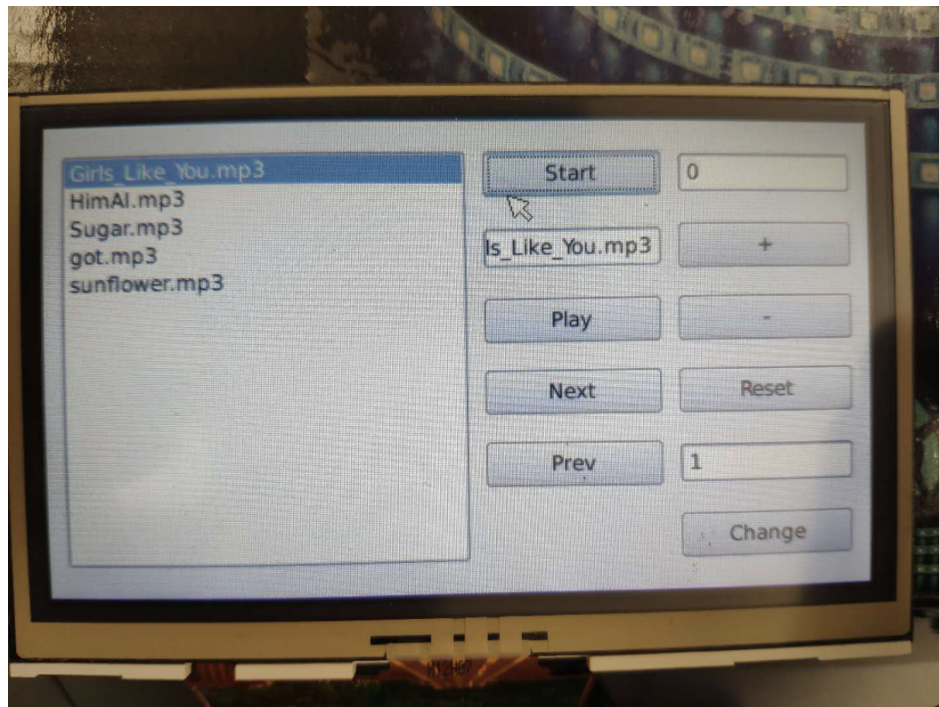 Girls_Like_You.mp3
HimAI.mp3
Sugar.mp3
got.mp3
sunflower.mp3
Start
0
ls_Like_You.mp3
+
Play
-
Next
Reset
Prev
1
Change